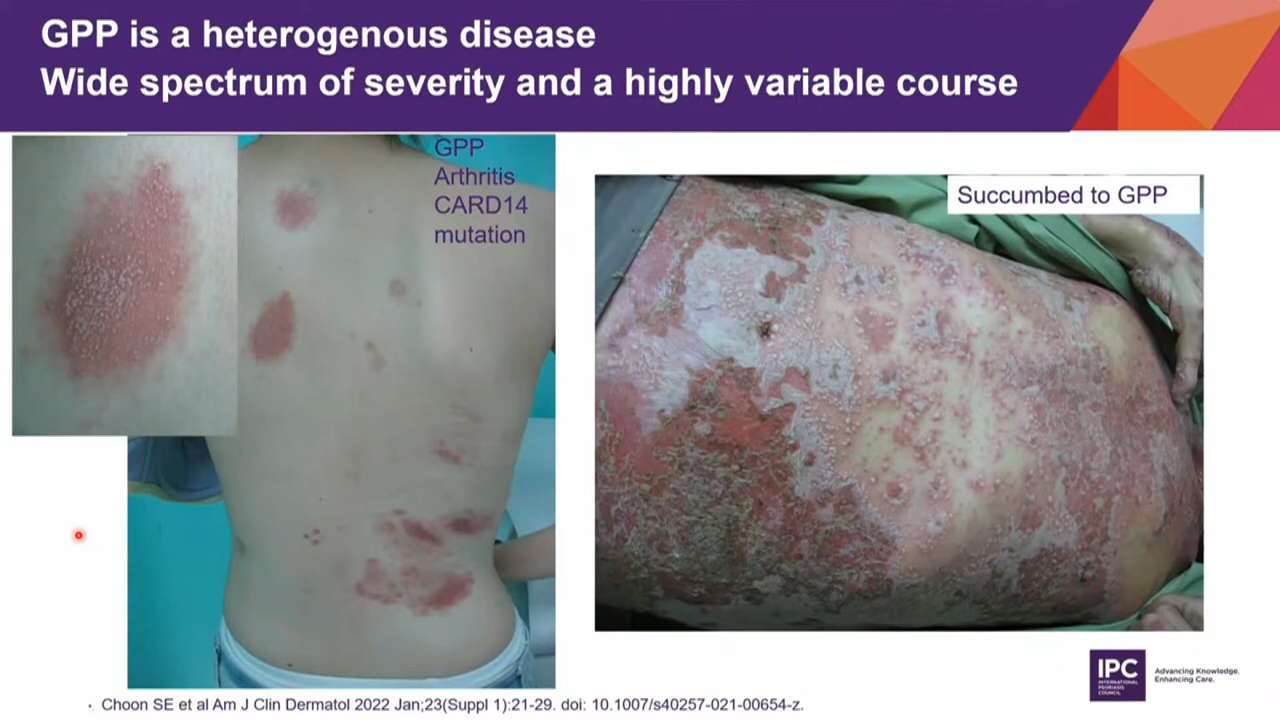 GPP is a heterogenous disease
Wide spectrum of severity and a highly variable course
GPP
Arthritis
CARD14
mutation
Succumbed to GPP
Choon SE et al Am J Clin Dermatol 2022 Jan;23(Suppl 1):21-29. doi: 10.1007/s40257-021-00654-z.
IPC
INTERNATIONAL
PSORIASIS
COUNCIL
Advancing Knowledge.
Enhancing Care.